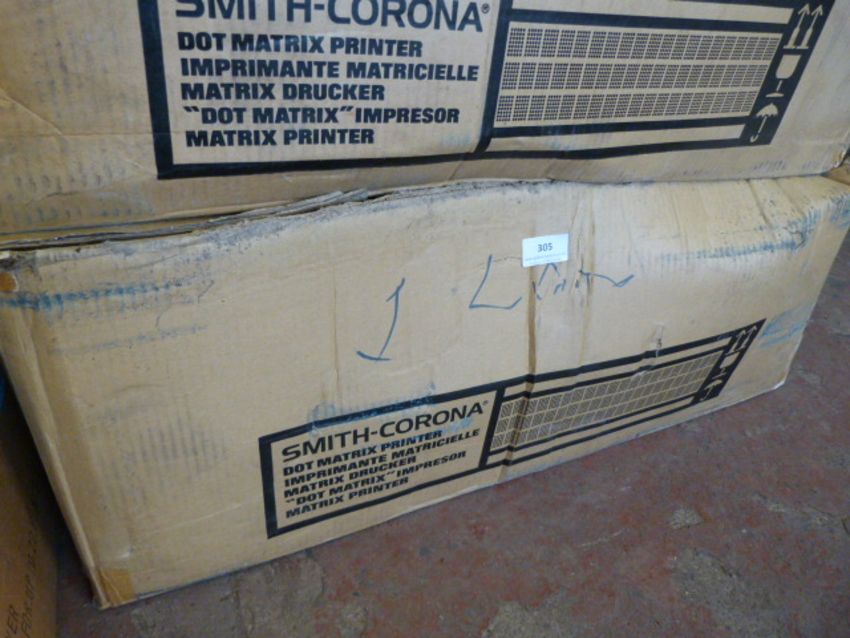 SMITH-CORONA®
DOT MATRIX PRINTER
IMPRIMANTE MATRICIELLE
MATRIX DRUCKER
"DOT MATRIX" IMPRESOR
MATRIX PRINTER
305
SMITH-CORONA®
DOT MATRIX PRINTER
IMPRIMANTE MATRICIELLE
MATRIX DRUCKER
"DOT MATRIX" IMPRESOR
MATRIX PRINTER